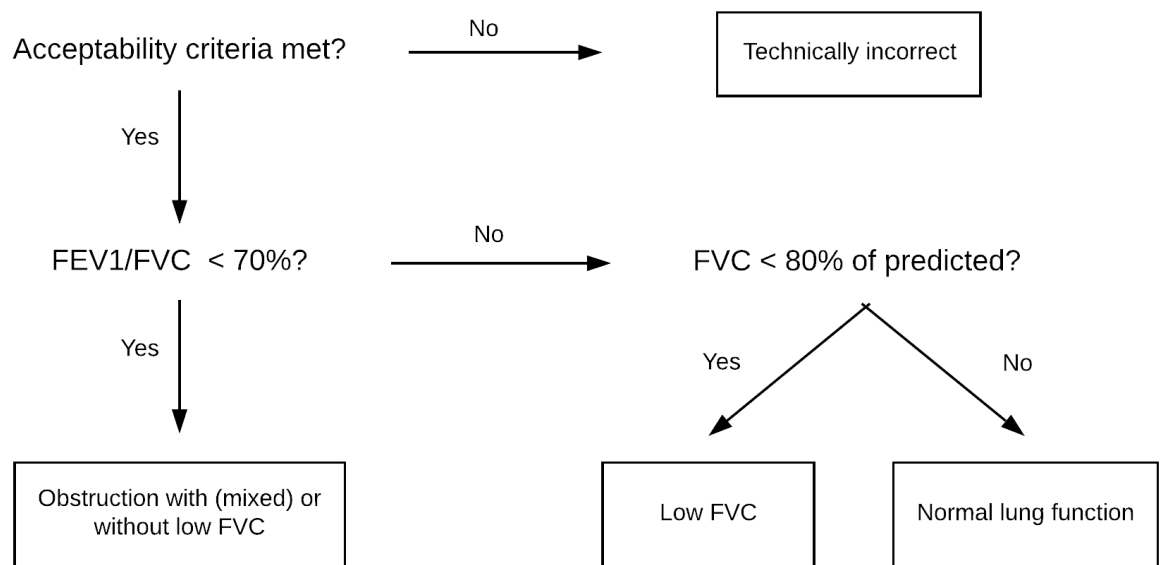 Acceptability criteria met?
No
Technically incorrect
Yes
FEV1/FVC  < 70%?
No
FVC < 80% of predicted?
Yes
Yes
No
Obstruction with (mixed) or
without low FVC
Low FVC
Normal lung function